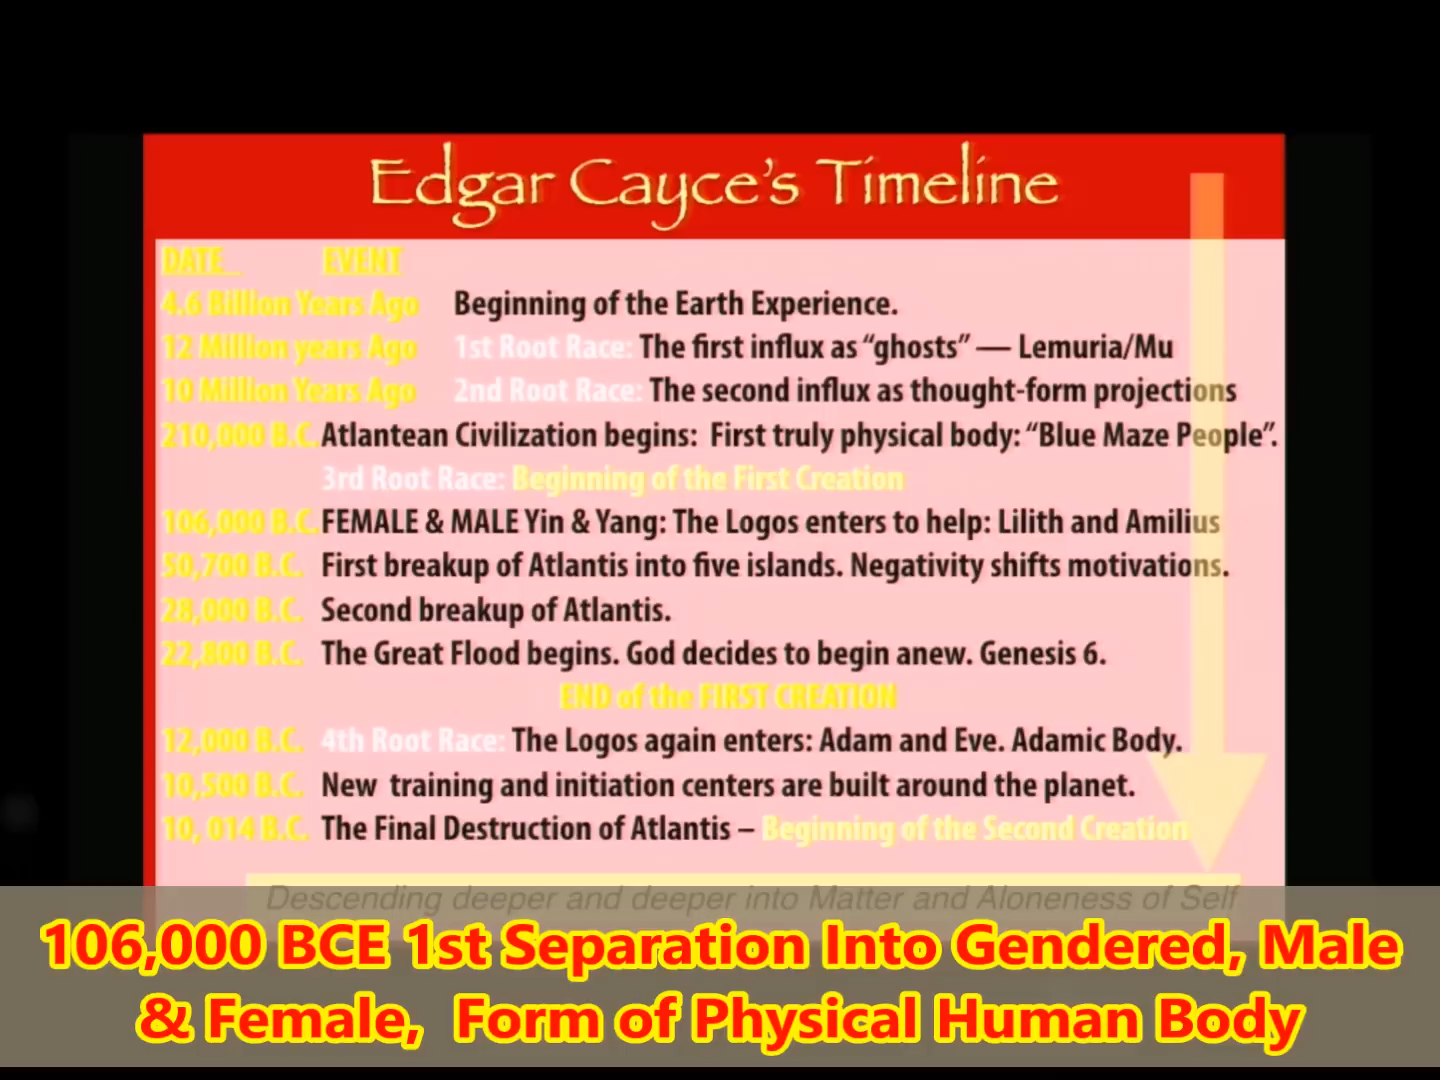 Edgar Cayce's Timeline
DATE EVENT
4.6 Billion Years Ago Beginning of the Earth Experience.
12 Million years Ago 1st Root Race: The first influx as “ghosts” — Lemuria/Mu
10 Million Years Ago 2nd Root Race: The second influx as thought-form projections
210,000 B.C. Atlantean Civilization begins: First truly physical body: “Blue Maze People”.
3rd Root Race: Beginning of the First Creation
106,000 B.C. FEMALE & MALE Yin & Yang: The Logos enters to help: Lilith and Amilius
50,700 B.C. First breakup of Atlantis into five islands. Negativity shifts motivations.
28,000 B.C. Second breakup of Atlantis.
22,800 B.C. The Great Flood begins. God decides to begin anew. Genesis 6.
END of the FIRST CREATION
12,000 B.C. 4th Root Race: The Logos again enters: Adam and Eve. Adamic Body.
10,500 B.C. New training and initiation centers are built around the planet.
10, 014 B.C. The Final Destruction of Atlantis – Beginning of the Second Creation
Descending deeper and deeper into Matter and Aloneness of Self
106,000 BCE 1st Separation Into Gendered, Male
& Female, Form of Physical Human Body